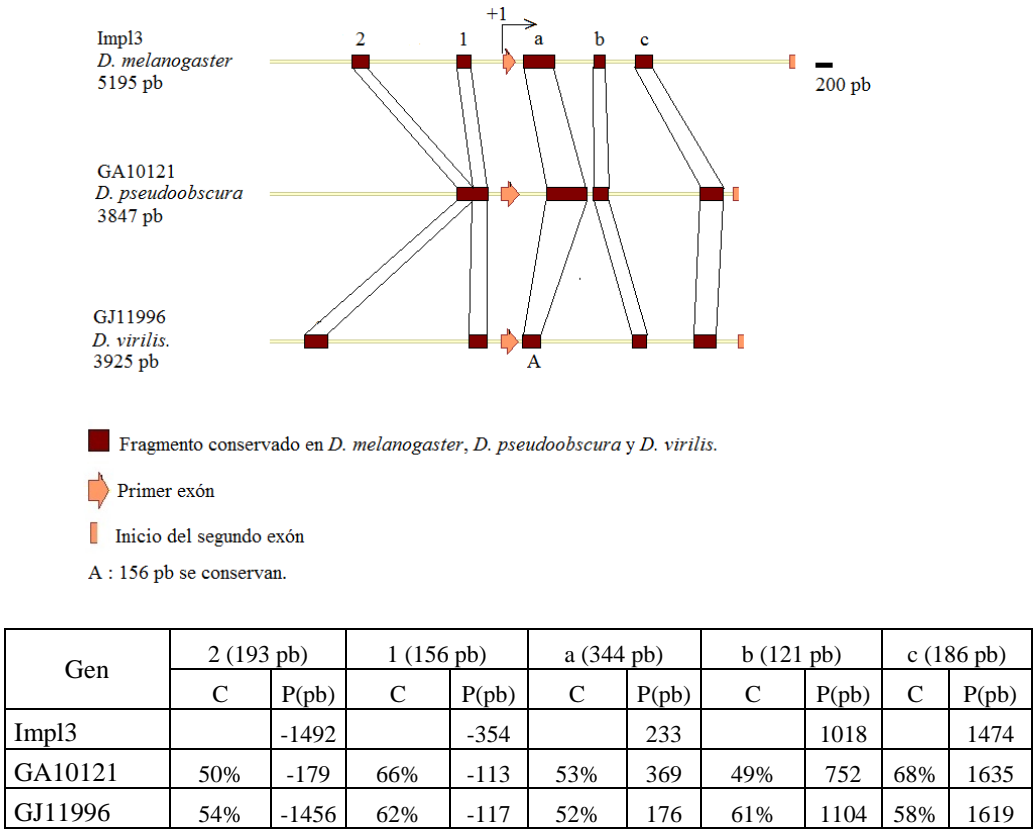 +1
2 1 a b c
Impl3
D. melanogaster
5195 pb
200 pb
GA10121
D. pseudoobscura
3847 pb
GJ11996
D. virilis.
3925 pb
A
Fragmento conservado en D. melanogaster, D. pseudoobscura y D. virilis.
Primer exón
Inicio del segundo exón
A : 156 pb se conservan.
Gen 2 (193 pb) 1 (156 pb) a (344 pb) b (121 pb) c (186 pb)
C P(pb) C P(pb) C P(pb) C P(pb) C P(pb)
Impl3 -1492 -354 233 1018 1474
GA10121 50% -179 66% -113 53% 369 49% 752 68% 1635
GJ11996 54% -1456 62% -117 52% 176 61% 1104 58% 1619